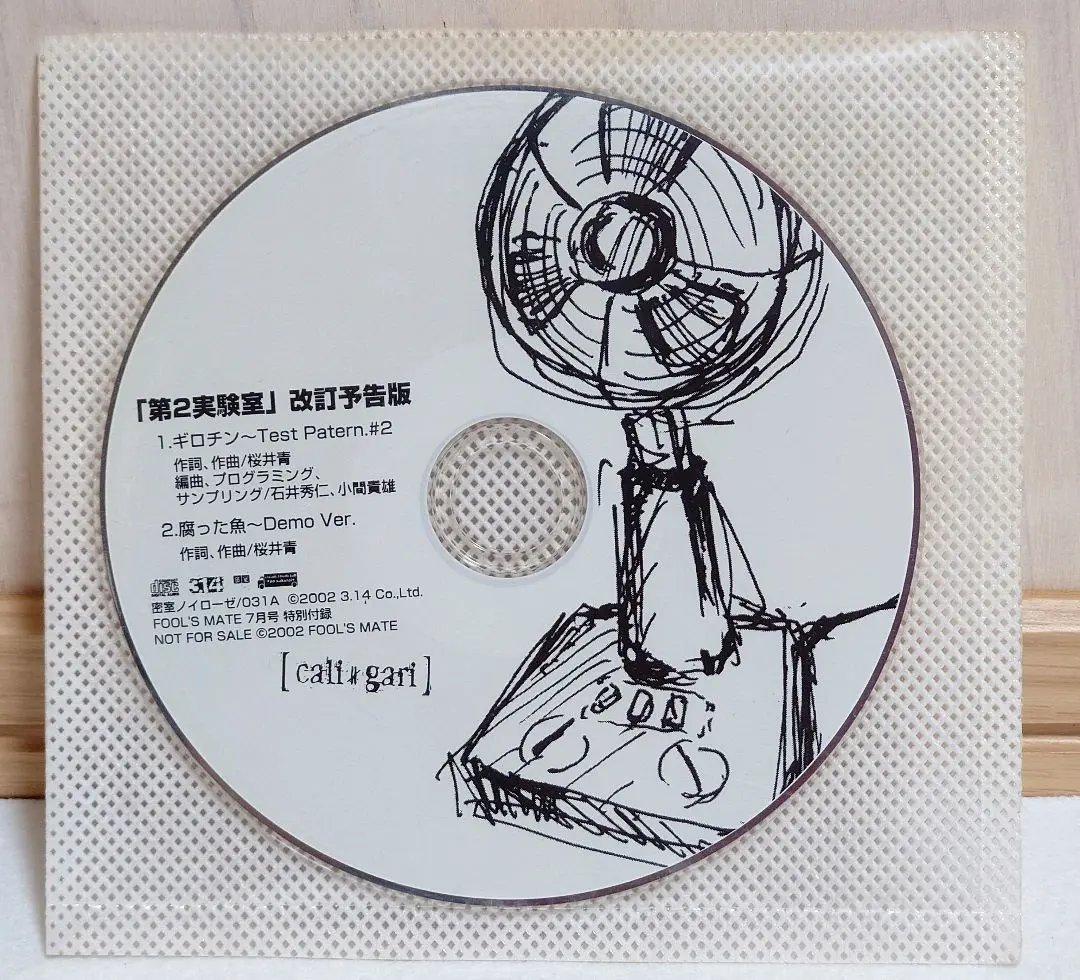 「第2実験室」改訂予告版
1.ギロチン～Test Patern.#2
作詞、作曲/桜井青
編曲、プログラミング、
サンプリング/石井秀仁、小間貴雄
2.腐った魚～Demo Ver.
作詞、作曲/桜井青
disc 314
密室ノイローゼ/031A ©2002 3.14 Co.,Ltd.
FOOL'S MATE 7月号 特別付録
NOT FOR SALE ©2002 FOOL'S MATE
[cali≠gari]